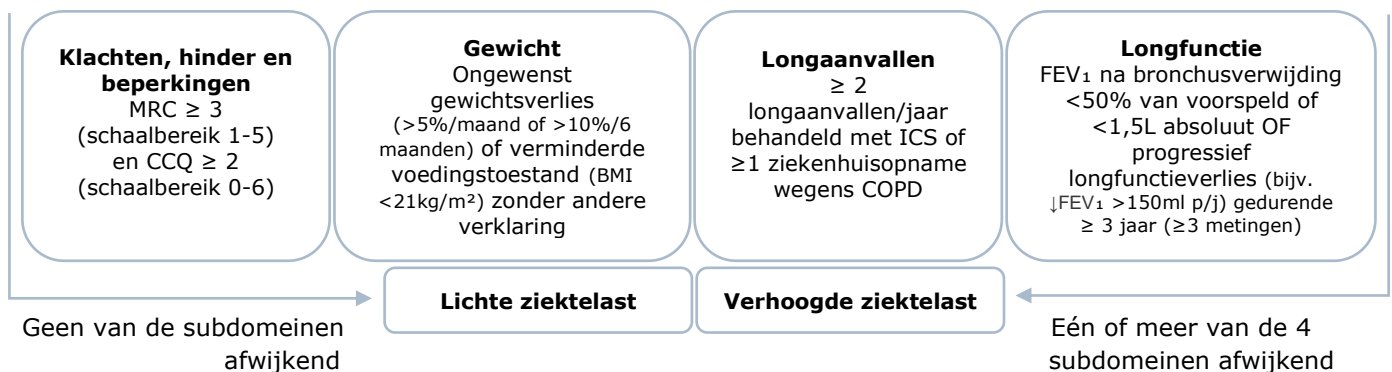 Klachten, hinder en
beperkingen
MRC ≥ 3
(schaalbereik 1-5)
en CCQ ≥ 2
(schaalbereik 0-6)
Gewicht
Ongewenst
gewichtsverlies
(>5%/maand of >10%/6
maanden) of verminderde
voedingstoestand (BMI
<21kg/m²) zonder andere
verklaring
Longaanvallen
≥ 2
longaanvallen/jaar
behandeld met ICS of
≥1 ziekenhuisopname
wegens COPD
Longfunctie
FEV₁ na bronchusverwijding
<50% van voorspeld of
<1,5L absoluut OF
progressief
longfunctieverlies (bijv.
↓FEV₁ >150ml p/j) gedurende
≥ 3 jaar (≥3 metingen)
Lichte ziektelast
Verhoogde ziektelast
Geen van de subdomeinen
afwijkend
Eén of meer van de 4
subdomeinen afwijkend